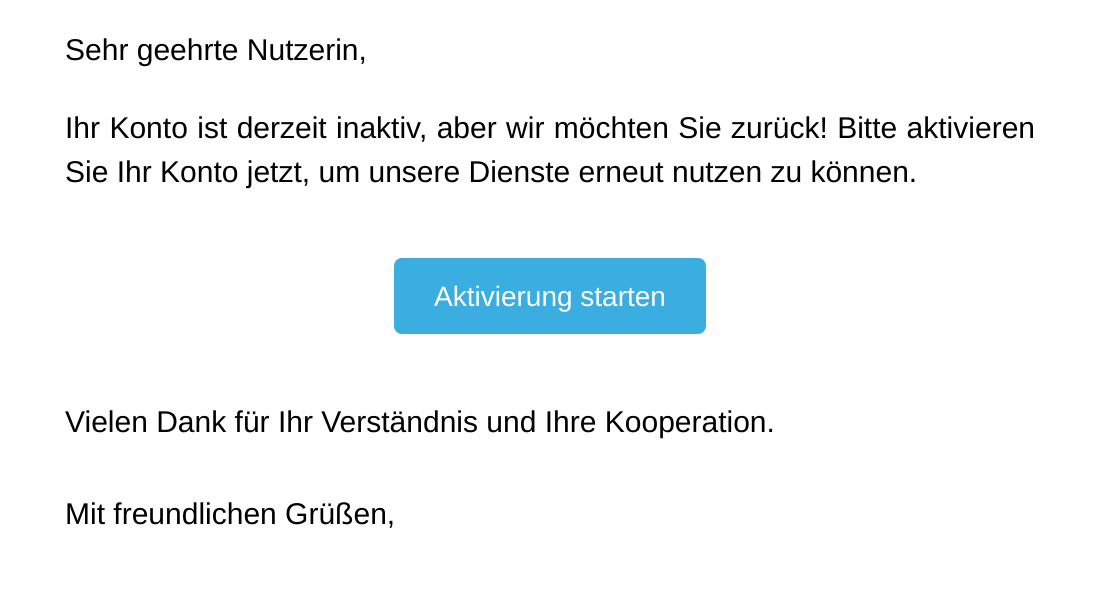 Sehr geehrte Nutzerin,
Ihr Konto ist derzeit inaktiv, aber wir möchten Sie zurück! Bitte aktivieren
Sie Ihr Konto jetzt, um unsere Dienste erneut nutzen zu können.
Aktivierung starten
Vielen Dank für Ihr Verständnis und Ihre Kooperation.
Mit freundlichen Grüßen,